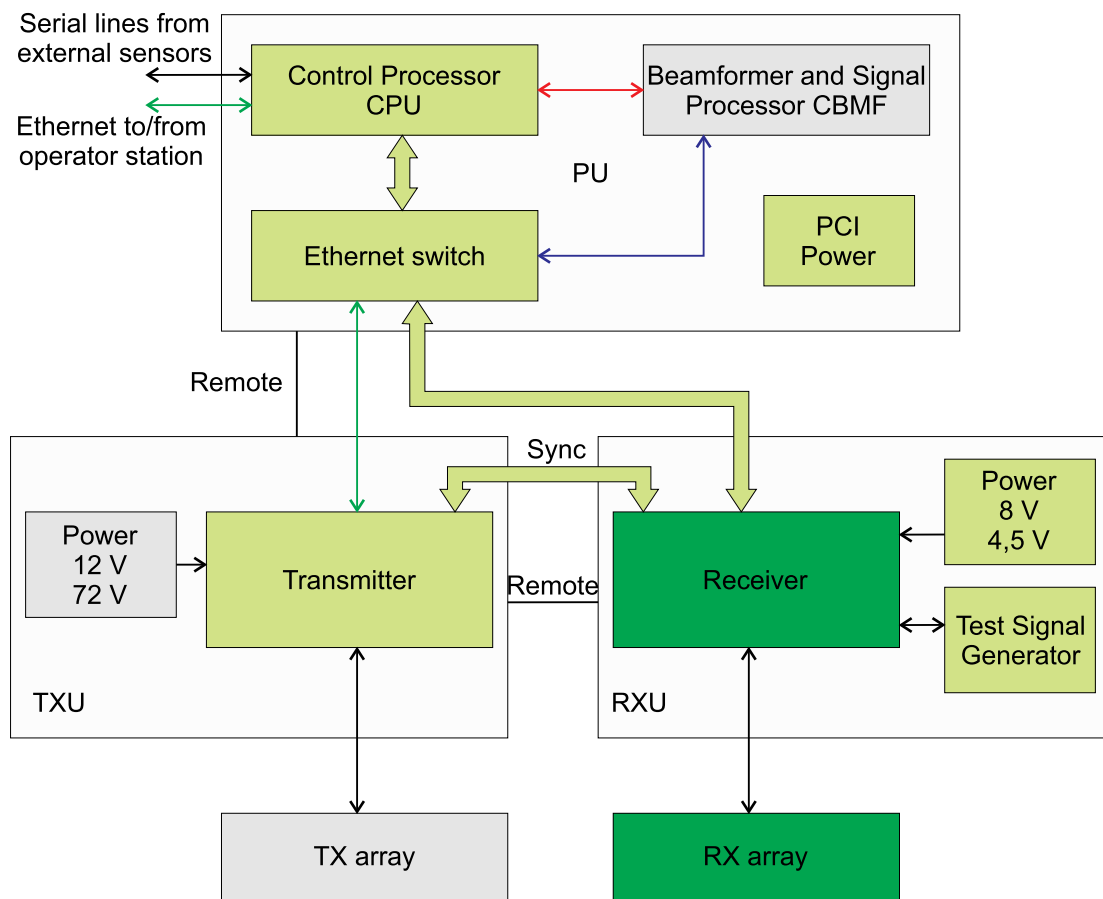 Serial lines from
external sensors
Ethernet to/from
operator station
Control Processor
CPU
Beamformer and Signal
Processor CBMF
PU
Ethernet switch
PCI
Power
Remote
Sync
Power
12 V
72 V
Transmitter
TXU
Remote
Receiver
RXU
Power
8 V
4,5 V
Test Signal
Generator
TX array
RX array